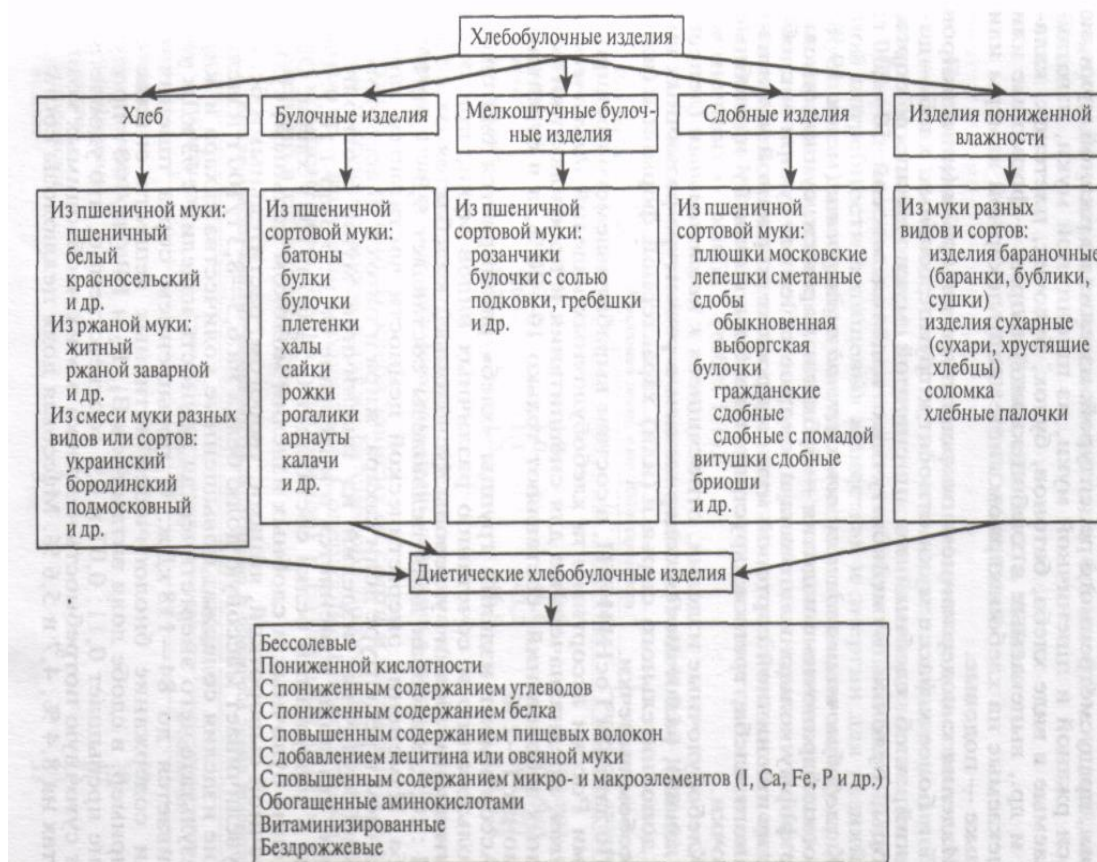 Хлебобулочные изделия
Хлеб
Булочные изделия
Мелкоштучные булоч-
ные изделия
Сдобные изделия
Изделия пониженной
влажности
Из пшеничной муки:
пшеничный
белый
красносельский
и др.
Из ржаной муки:
житный
ржаной заварной
и др.
Из смеси муки разных
видов или сортов:
украинский
бородинский
подмосковный
и др.
Из пшеничной
сортовой муки:
батоны
булки
булочки
плетенки
халы
сайки
рожки
рогалики
арнауты
калачи
и др.
Из пшеничной
сортовой муки:
розанчики
булочки с солью
подковки, гребешки
и др.
Из пшеничной
сортовой муки:
плюшки московские
лепешки сметанные
сдобы
обыкновенная
выборгская
булочки
гражданские
сдобные
сдобные с помадой
витушки сдобные
бриоши
и др.
Из муки разных
видов и сортов:
изделия бараночные
(баранки, бублики,
сушки)
изделия сухарные
(сухари, хрустящие
хлебцы)
соломка
хлебные палочки
Диетические хлебобулочные изделия
Бессолевые
Пониженной кислотности
С пониженным содержанием углеводов
С пониженным содержанием белка
С повышенным содержанием пищевых волокон
С добавлением лецитина или овсяной муки
С повышенным содержанием микро- и макроэлементов (I, Ca, Fe, P и др.)
Обогащенные аминокислотами
Витаминизированные
Бездрожжевые